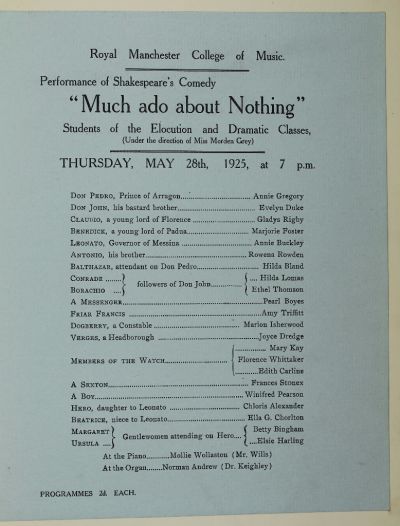 Royal Manchester College of Music.
Performance of Shakespeare's Comedy
"Much ado about Nothing"
Students of the Elocution and Dramatic Classes,
(Under the direction of Miss Morden Grey)
THURSDAY, MAY 28th, 1925, at 7 p.m.
DON PEDRO, Prince of Arragon..........Annie Gregory
DON JOHN, his bastard brother..........Evelyn Duke
CLAUDIO, a young lord of Florence..........Gladys Rigby
BENEDICK, a young lord of Padua..........Marjorie Foster
LEONATO, Governor of Messina..........Annie Buckley
ANTONIO, his brother..........Rowena Rowden
BALTHAZAR, attendant on Don Pedro..........Hilda Bland
CONRADE ......} followers of Don John..........{.... Hilda Lomas
BORACHIO ....} {.... Ethel Thomson
A MESSENGER..........Pearl Boyes
FRIAR FRANCIS ..........Amy Triffitt
DOGBERRY, a Constable ..........Marion Isherwood
VERGES, a Headborough ..........Joyce Dredge
MEMBERS OF THE WATCH..........{..........Mary Kay
Florence Whittaker
..........Edith Carline
A SEXTON..........Frances Stonex
A BOY..........Winifred Pearson
HERO, daughter to Leonato ..........Chloris Alexander
BEATRICE, niece to Leonato..........Ella G. Chorlton
MARGARET} Gentlewomen attending on Hero....{ Betty Bingham
URSULA ....} {....Elsie Harling
At the Piano.......Mollie Wollaston (Mr. Wills)
At the Organ.......Norman Andrew (Dr. Keighley)
PROGRAMMES 2d. EACH.